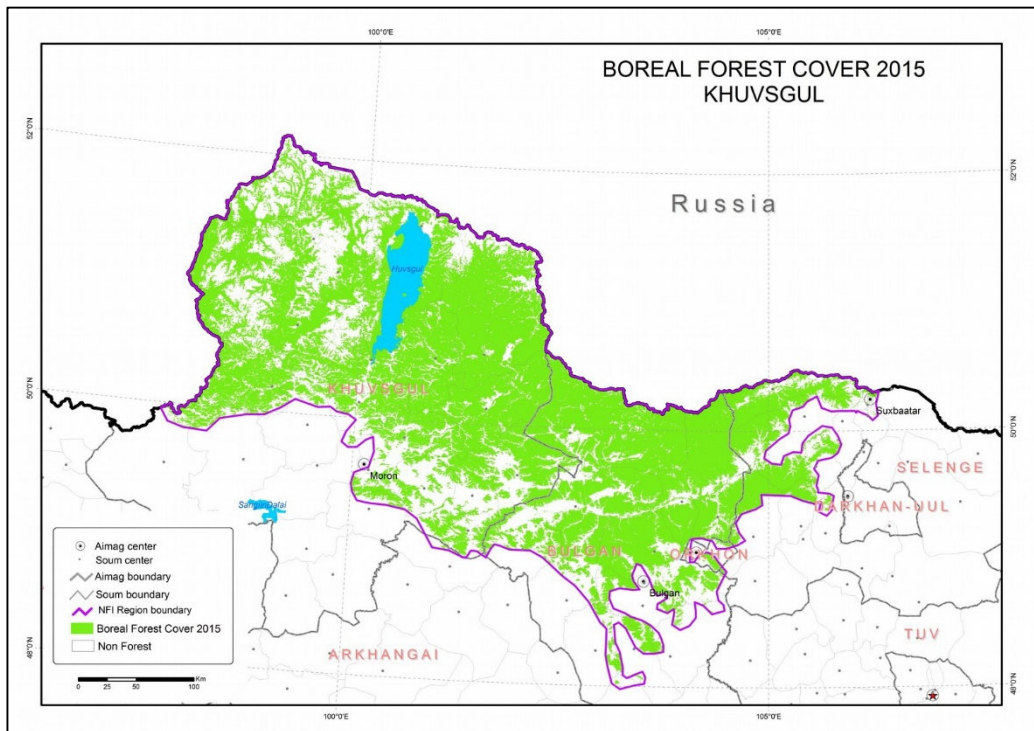 100°0'E
105°0'E
BOREAL FOREST COVER 2015
KHUVSGUL
52°0'N
52°0'N
Russia
Huvsgul
50°0'N
KHUVSGUL
50°0'N
Suxbaatar
Moron
SELENGE
Sangiin Dalai
DARKHAN-UUL
BULGAN
ORKHON
Bulgan
Aimag center
Soum center
Aimag boundary
Soum boundary
NFI Region boundary
Boreal Forest Cover 2015
Non Forest
TUV
ARKHANGAI
48°0'N
48°0'N
0 25 50 100 Km
100°0'E
105°0'E